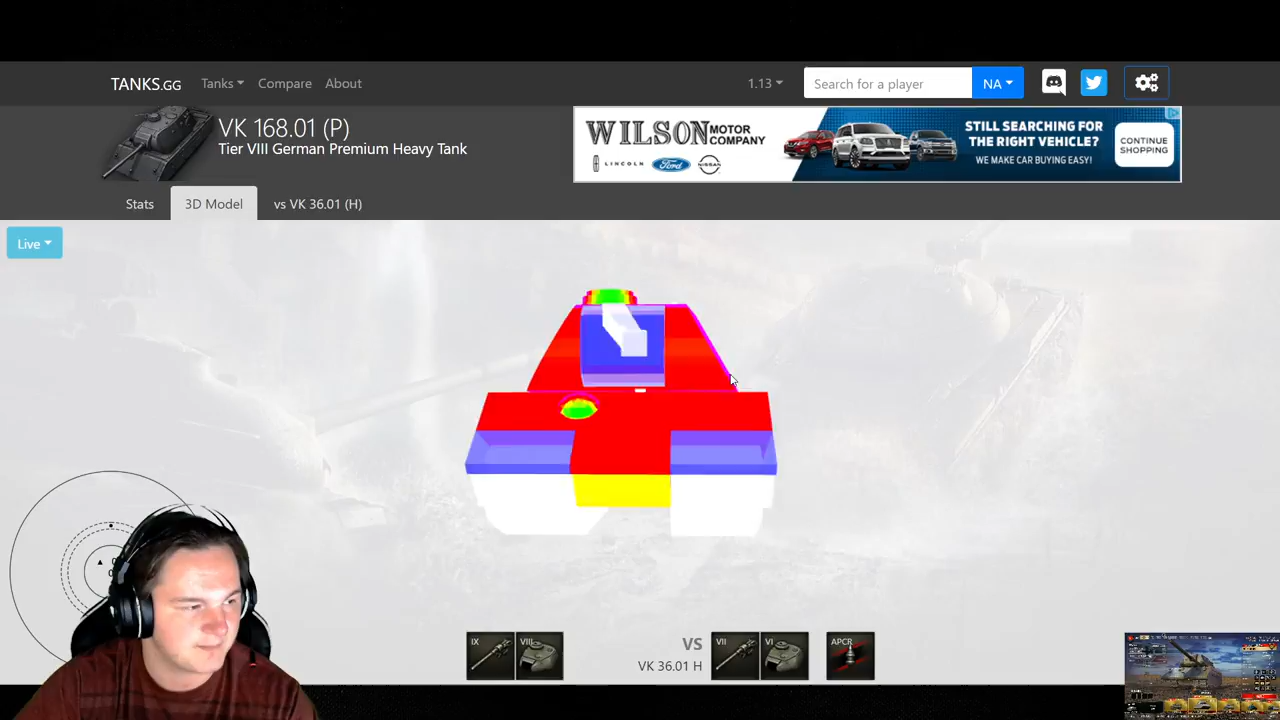 TANKS.GG Tanks Compare About 1.13 Search for a player NA
VK 168.01 (P)
Tier VIII German Premium Heavy Tank
WILSON MOTOR COMPANY
LINCOLN Ford NISSAN
STILL SEARCHING FOR
THE RIGHT VEHICLE?
WE MAKE CAR BUYING EASY!
CONTINUE
SHOPPING
Stats 3D Model vs VK 36.01 (H)
Live
IX VIII VS VII VI APCR
VK 36.01 H